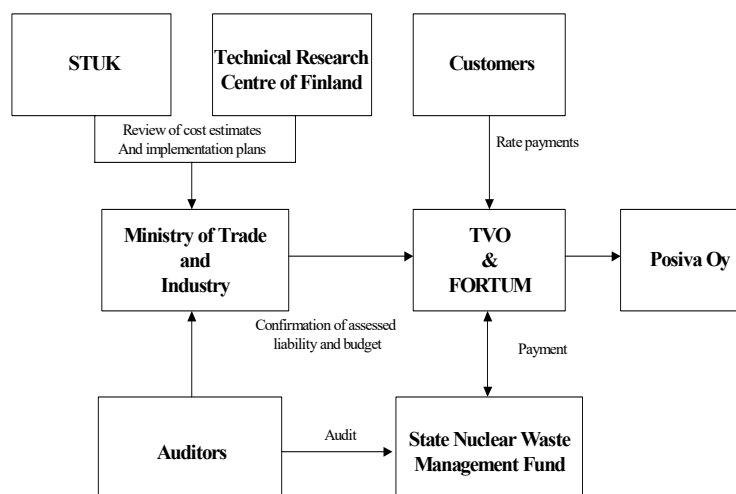 STUK
Technical Research
Centre of Finland
Customers
Review of cost estimates
And implementation plans
Rate payments
Ministry of Trade
and
Industry
TVO
&
FORTUM
Posiva Oy
Confirmation of assessed
liability and budget
Payment
Auditors
Audit
State Nuclear Waste
Management Fund